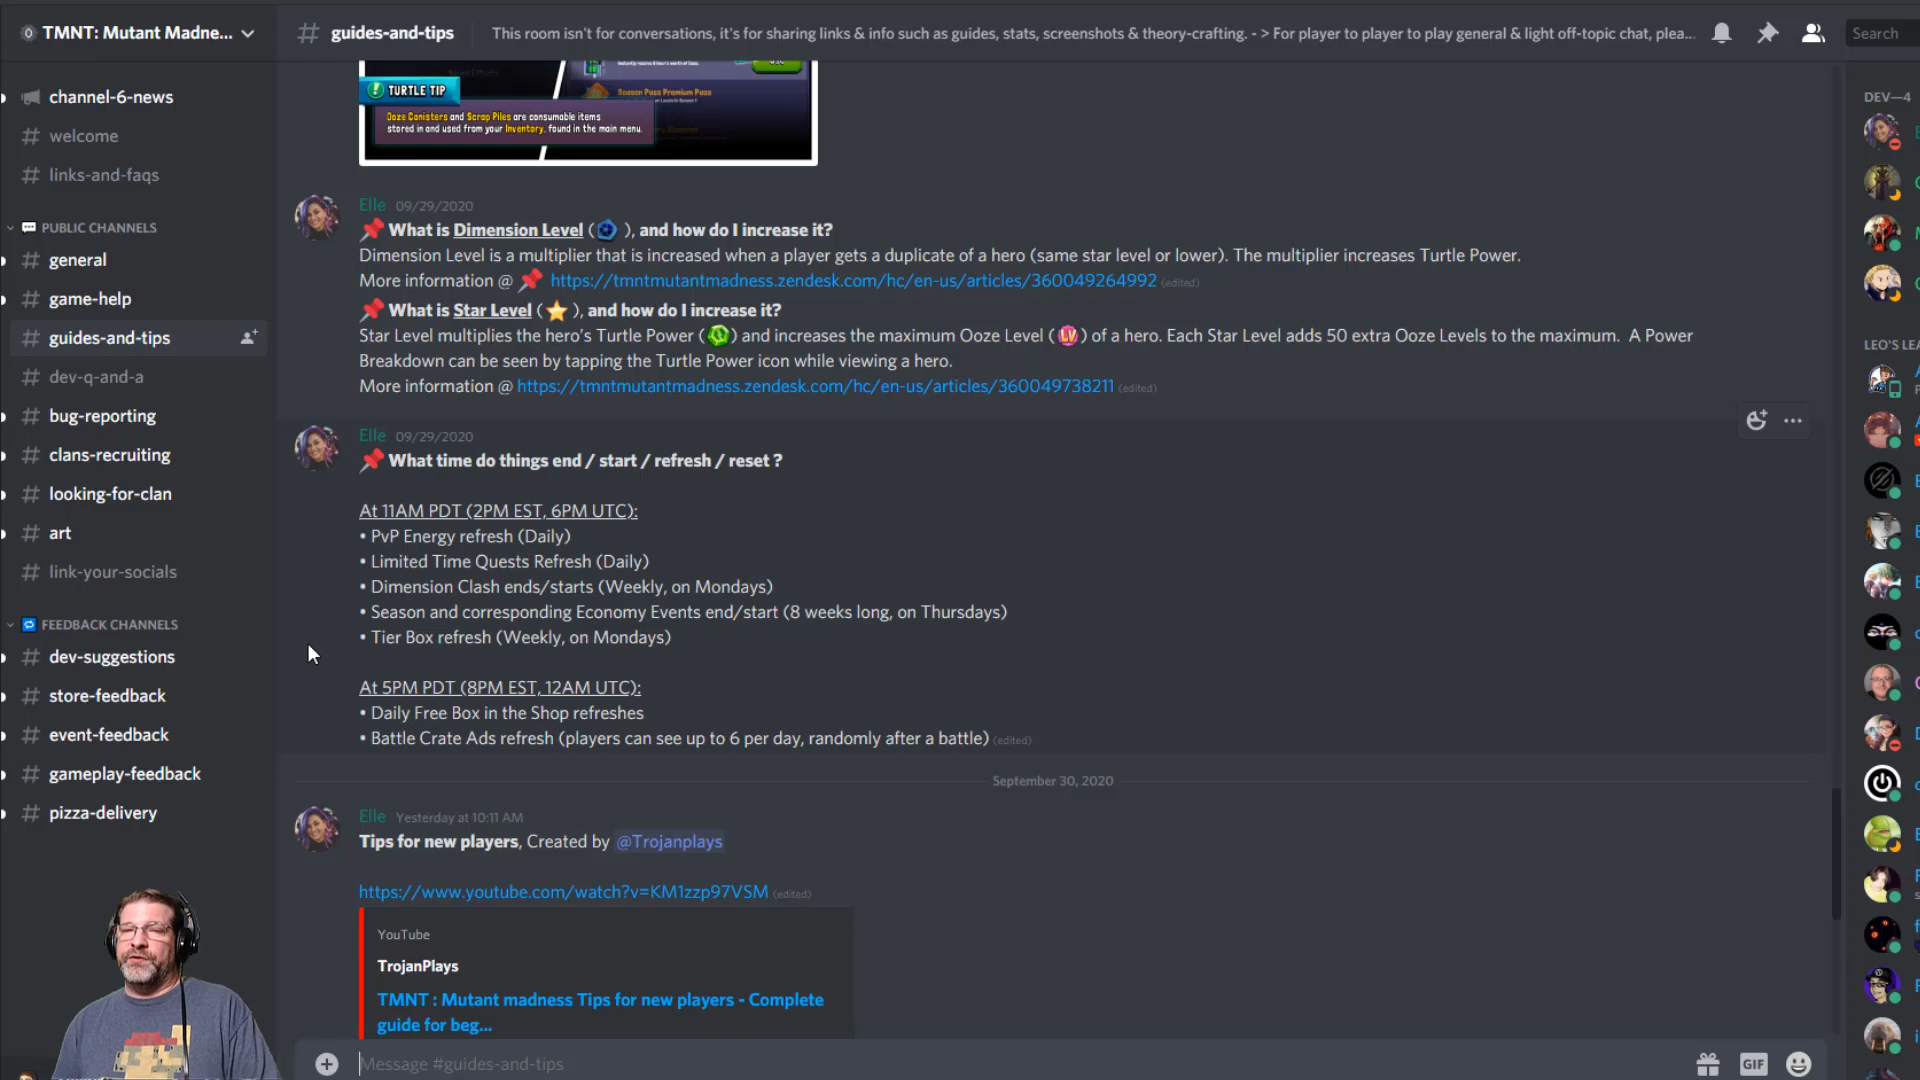 TMNT: Mutant Madne...
guides-and-tips
This room isn't for conversations, it's for sharing links & info such as guides, stats, screenshots & theory-crafting. - > For player to player to play general & light off-topic chat, plea...
Search
channel-6-news
welcome
links-and-faqs
PUBLIC CHANNELS
general
game-help
guides-and-tips
dev-q-and-a
bug-reporting
clans-recruiting
looking-for-clan
art
link-your-socials
FEEDBACK CHANNELS
dev-suggestions
store-feedback
event-feedback
gameplay-feedback
pizza-delivery
Season Pass Premium Pass
TURTLE TIP
Ooze Canisters and Scrap Piles are consumable items
stored in and used from your Inventory, found in the main menu.
Elle 09/29/2020
What is Dimension Level ( ), and how do I increase it?
Dimension Level is a multiplier that is increased when a player gets a duplicate of a hero (same star level or lower). The multiplier increases Turtle Power.
More information @ https://tmntmutantmadness.zendesk.com/hc/en-us/articles/360049264992 (edited)
What is Star Level ( ), and how do I increase it?
Star Level multiplies the hero's Turtle Power ( ) and increases the maximum Ooze Level (LV) of a hero. Each Star Level adds 50 extra Ooze Levels to the maximum. A Power
Breakdown can be seen by tapping the Turtle Power icon while viewing a hero.
More information @ https://tmntmutantmadness.zendesk.com/hc/en-us/articles/360049738211 (edited)
Elle 09/29/2020
What time do things end / start / refresh / reset ?
At 11AM PDT (2PM EST, 6PM UTC):
• PvP Energy refresh (Daily)
• Limited Time Quests Refresh (Daily)
• Dimension Clash ends/starts (Weekly, on Mondays)
• Season and corresponding Economy Events end/start (8 weeks long, on Thursdays)
• Tier Box refresh (Weekly, on Mondays)
At 5PM PDT (8PM EST, 12AM UTC):
• Daily Free Box in the Shop refreshes
• Battle Crate Ads refresh (players can see up to 6 per day, randomly after a battle) (edited)
September 30, 2020
Elle Yesterday at 10:11 AM
Tips for new players, Created by @Trojanplays
https://www.youtube.com/watch?v=KM1zzp97VSM (edited)
YouTube
TrojanPlays
TMNT : Mutant madness Tips for new players - Complete
guide for beg...
Message #guides-and-tips
GIF
DEV—4
LEO'S LEA